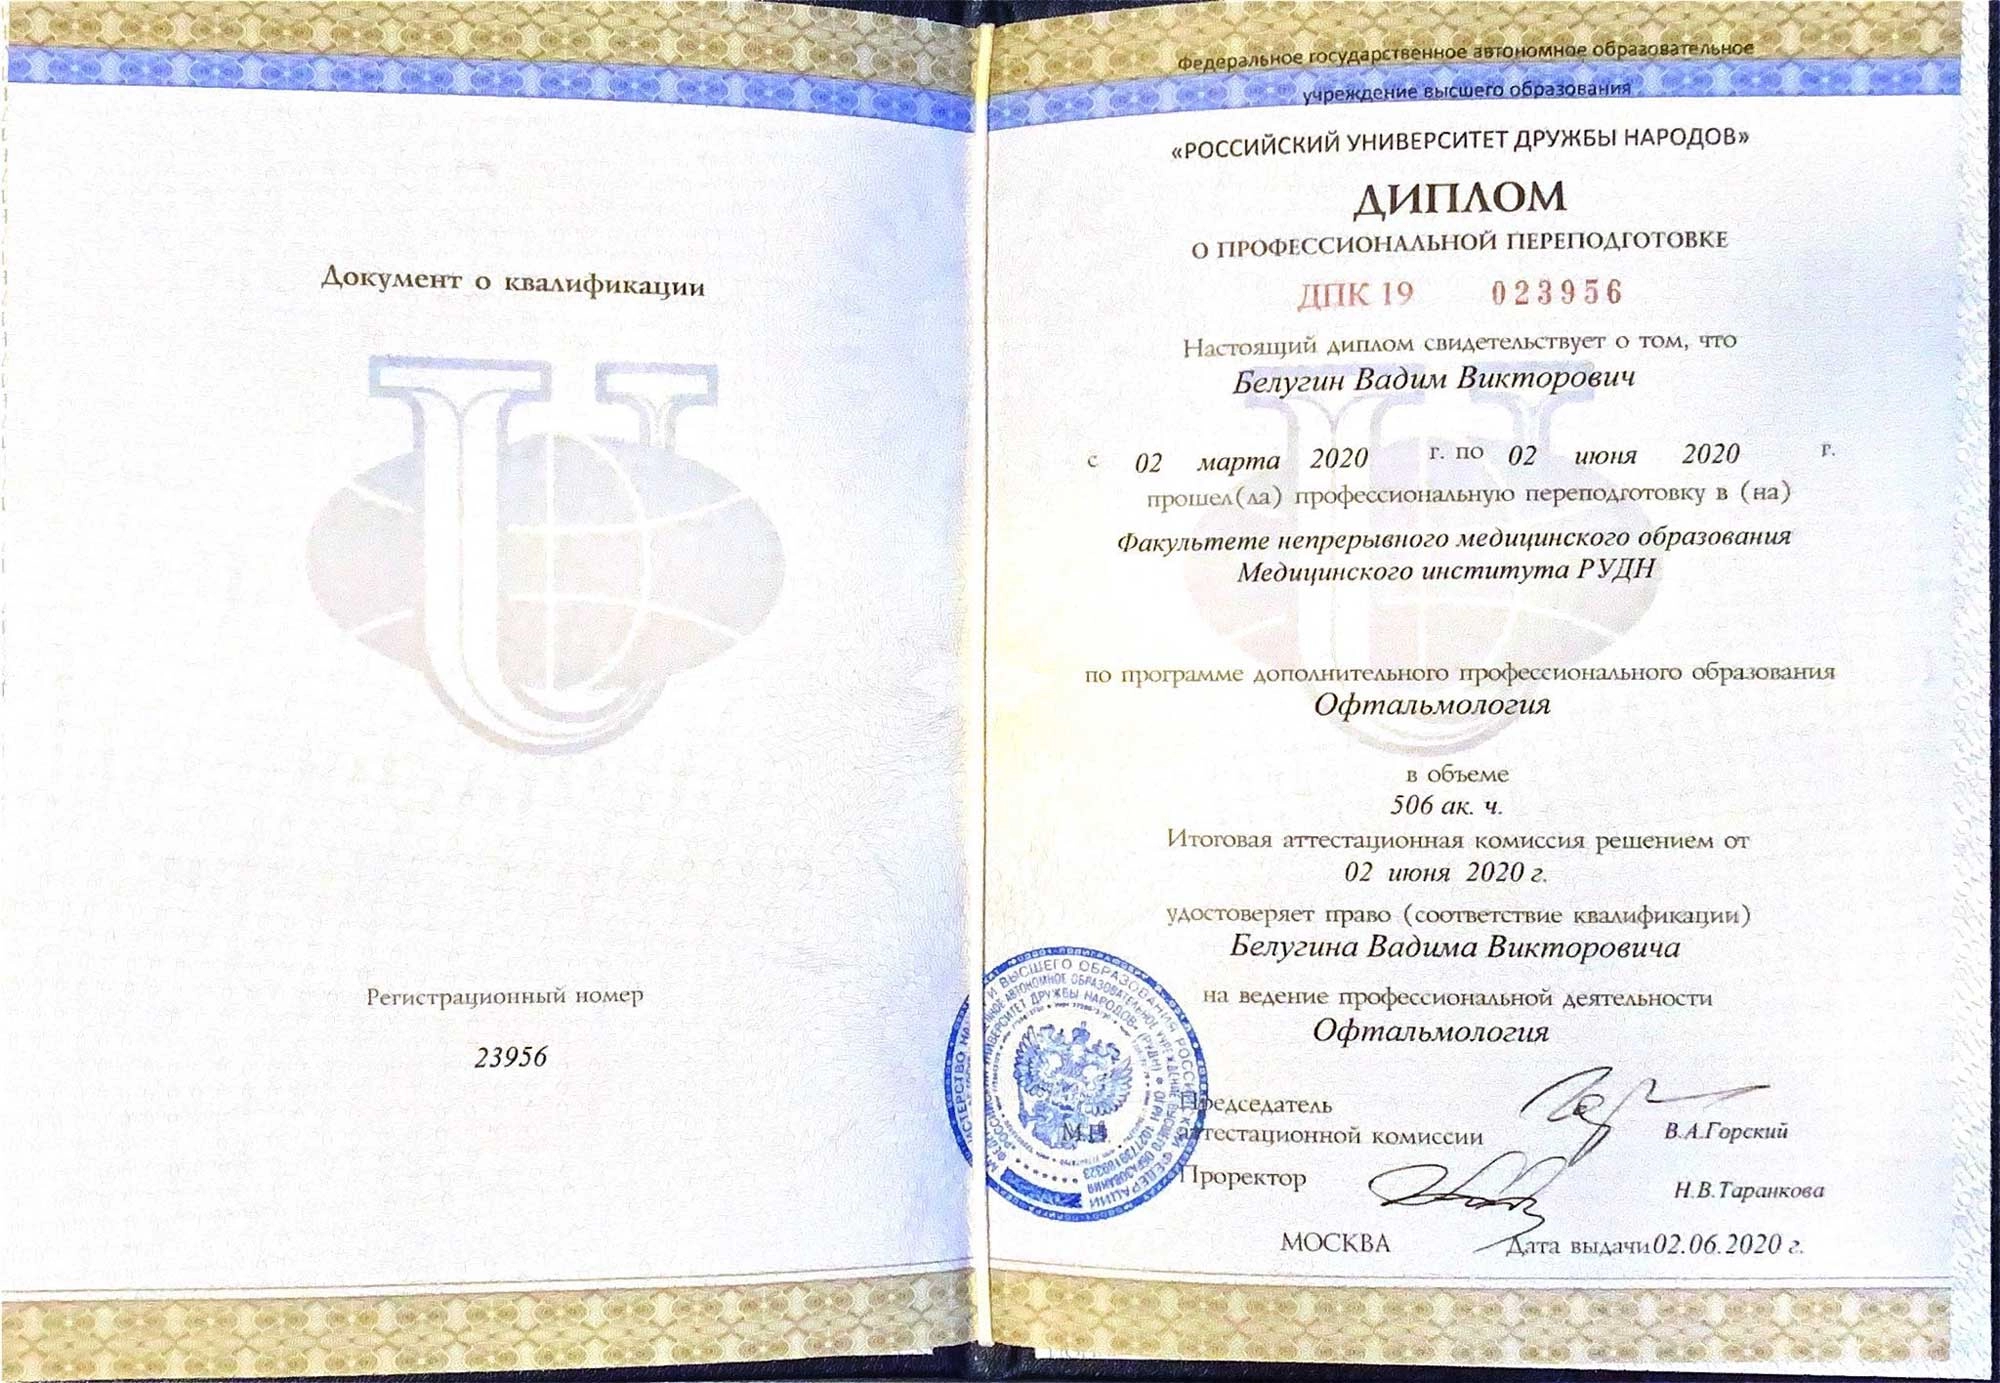 Документ о квалификации
Регистрационный номер
23956
Федеральное государственное автономное образовательное
учреждение высшего образования
«РОССИЙСКИЙ УНИВЕРСИТЕТ ДРУЖБЫ НАРОДОВ»
ДИПЛОМ
О ПРОФЕССИОНАЛЬНОЙ ПЕРЕПОДГОТОВКЕ
ДПК 19 023956
Настоящий диплом свидетельствует о том, что
Белугин Вадим Викторович
с 02 марта 2020 г. по 02 июня 2020 г.
прошел(ла) профессиональную переподготовку в (на)
Факультете непрерывного медицинского образования
Медицинского института РУДН
по программе дополнительного профессионального образования
Офтальмология
в объеме
506 ак. ч.
Итоговая аттестационная комиссия решением от
02 июня 2020 г.
удостоверяет право (соответствие квалификации)
Белугина Вадима Викторовича
на ведение профессиональной деятельности
Офтальмология
Председатель
М.П. аттестационной комиссии В.А.Горский
Проректор Н.В.Таранкова
МОСКВА Дата выдачи 02.06.2020 г.